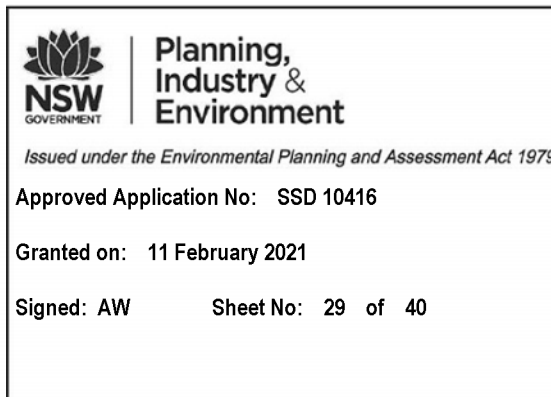 NSW
GOVERNMENT
Planning,
Industry &
Environment
Issued under the Environmental Planning and Assessment Act 1979
Approved Application No: SSD 10416
Granted on: 11 February 2021
Signed: AW Sheet No: 29 of 40